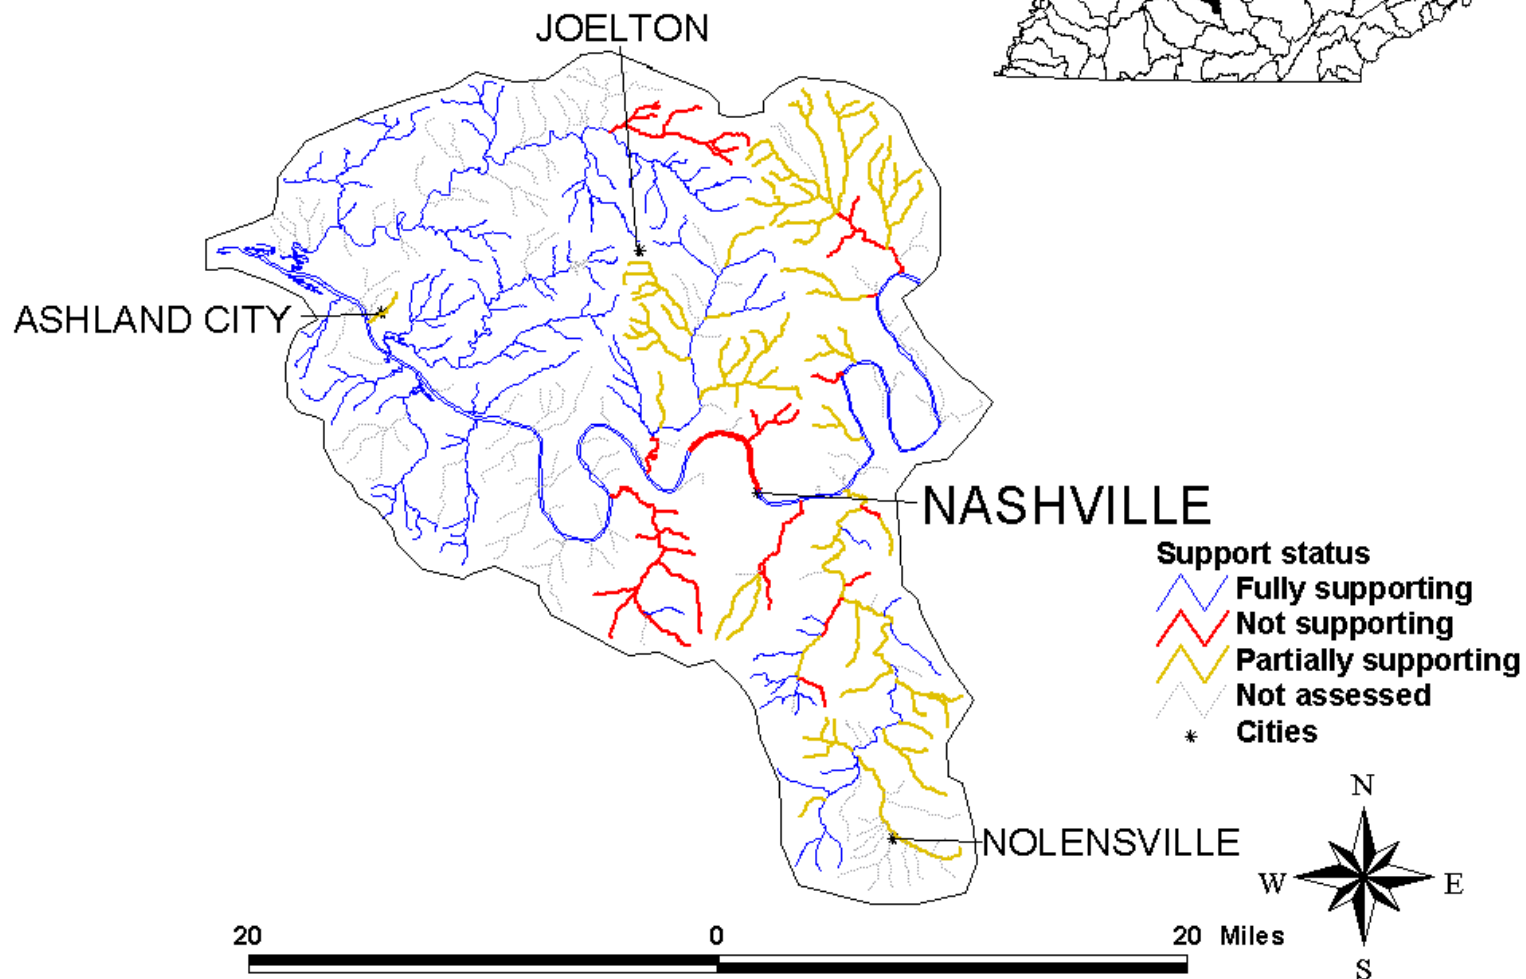 JOELTON
ASHLAND CITY
NASHVILLE
Support status
Fully supporting
Not supporting
Partially supporting
Not assessed
Cities
N
NOLENSVILLE
W E
20 0 20 Miles
S